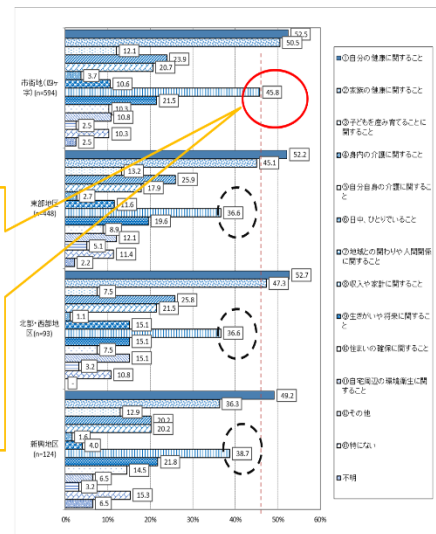 市街地（四ヶ
字）(n=594)
52.5
50.5
12.1
23.9
20.7
3.7
10.6
45.8
21.5
10.3
10.8
2.5
10.3
2.5
東部地区
(n=448)
52.2
45.1
13.2
25.9
17.9
2.7
11.6
36.6
19.6
8.9
12.1
5.1
11.4
2.2
北部・西部地
区(n=93)
52.7
47.3
7.5
25.8
21.5
1.1
15.1
36.6
15.1
7.5
15.1
3.2
10.8
-
新興地区
(n=124)
49.2
36.3
12.9
20.2
20.2
1.6
4.0
38.7
21.8
14.5
6.5
3.2
15.3
6.5
0% 10% 20% 30% 40% 50% 60%
①自分の健康に関すること
②家族の健康に関すること
③子どもを産み育てることに
関すること
④身内の介護に関すること
⑤自分自身の介護に関するこ
と
⑥日中、ひとりでいること
⑦地域との関わりや人間関係
に関すること
⑧収入や家計に関すること
⑨生きがいや将来に関するこ
と
⑩住まいの確保に関すること
⑪自宅周辺の環境衛生に関
すること
⑫その他
⑬特にない
不明